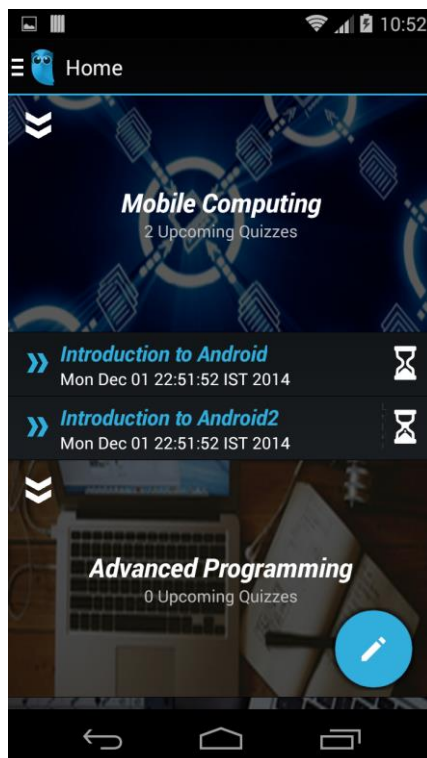 10:52
Home
Mobile Computing
2 Upcoming Quizzes
Introduction to Android
Mon Dec 01 22:51:52 IST 2014
Introduction to Android2
Mon Dec 01 22:51:52 IST 2014
Advanced Programming
0 Upcoming Quizzes